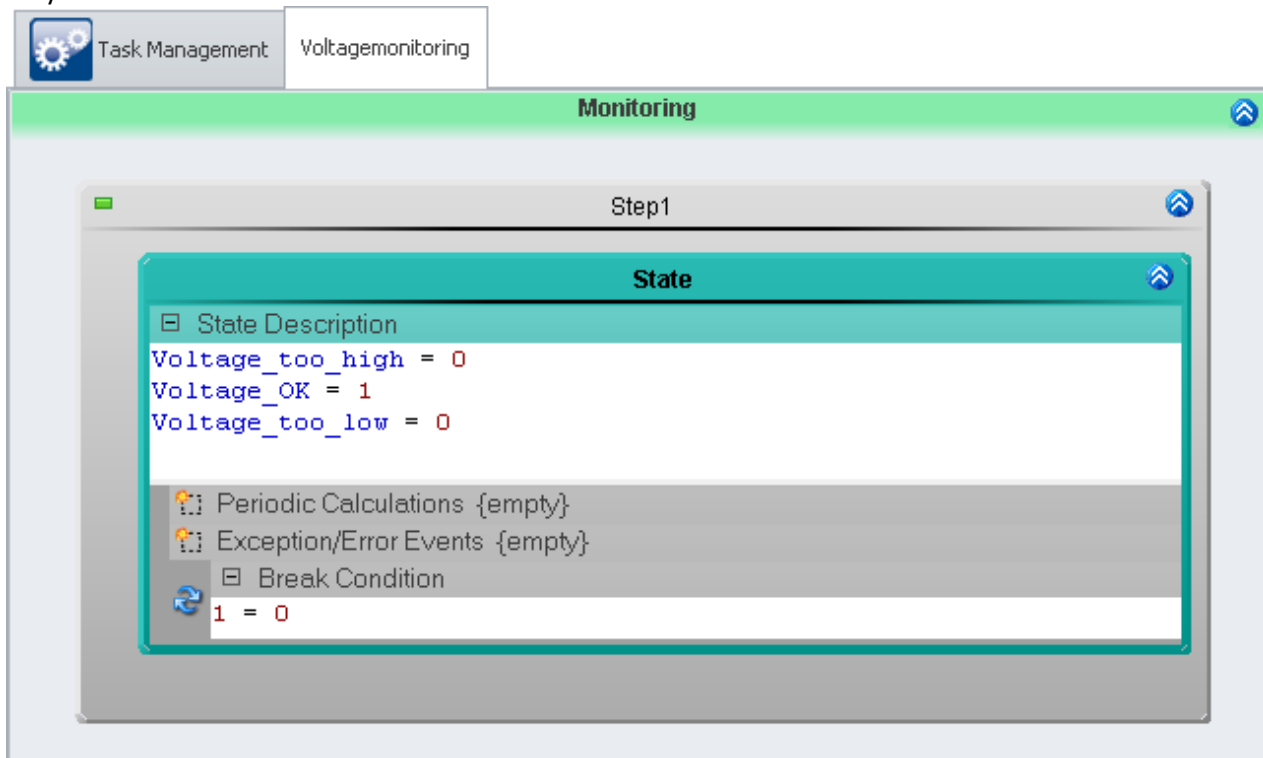 Task Management
Voltagemonitoring
Monitoring
Step1
State
State Description
Voltage_too_high = 0
Voltage_OK = 1
Voltage_too_low = 0
Periodic Calculations {empty}
Exception/Error Events {empty}
Break Condition
1 = 0